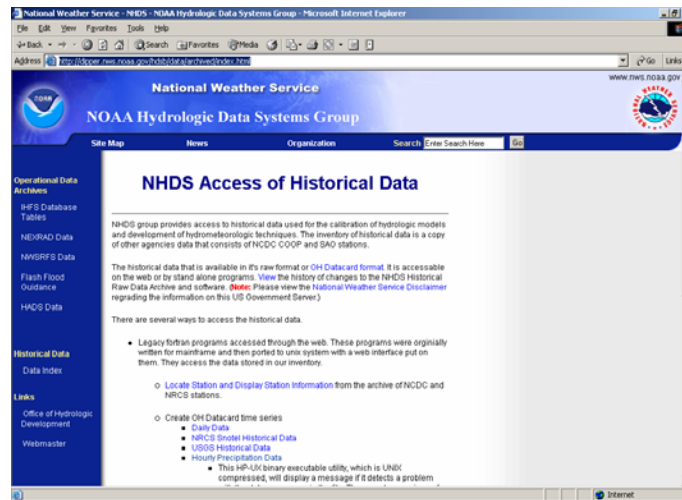 National Weather Service - NHDS - NOAA Hydrologic Data Systems Group - Microsoft Internet Explorer
File Edit View Favorites Tools Help
Back Search Favorites Media
Address http://dipper.nws.noaa.gov/hdsb/data/archived/index.html Go Links
www.nws.noaa.gov
National Weather Service
NOAA
NOAA Hydrologic Data Systems Group
Site Map News Organization Search Enter Search Here Go
Operational Data
Archives
IHFS Database
Tables
NEXRAD Data
NWSRFS Data
Flash Flood
Guidance
HADS Data
Historical Data
Data Index
Links
Office of Hydrologic
Development
Webmaster
NHDS Access of Historical Data
NHDS group provides access to historical data used for the calibration of hydrologic models
and development of hydrometeorologic techniques. The inventory of historical data is a copy
of other agencies data that consists of NCDC COOP and SAO stations.
The historical data that is available in it's raw format or OH Datacard format. It is accessable
on the web or by stand alone programs. View the history of changes to the NHDS Historical
Raw Data Archive and software. (Note: Please view the National Weather Service Disclaimer
regrading the information on this US Government Server.)
There are several ways to access the historical data.
• Legacy fortran programs accessed through the web. These programs were orginially
written for mainframe and then ported to unix system with a web interface put on
them. They access the data stored in our inventory.
o Locate Station and Display Station Information from the archive of NCDC and
NRCS stations.
o Create OH Datacard time series
■ Daily Data
■ NRCS Snotel Historical Data
■ USGS Historical Data
■ Hourly Precipitation Data
■ This HP-UX binary executable utility, which is UNIX
compressed, will display a message if it detects a problem
Internet